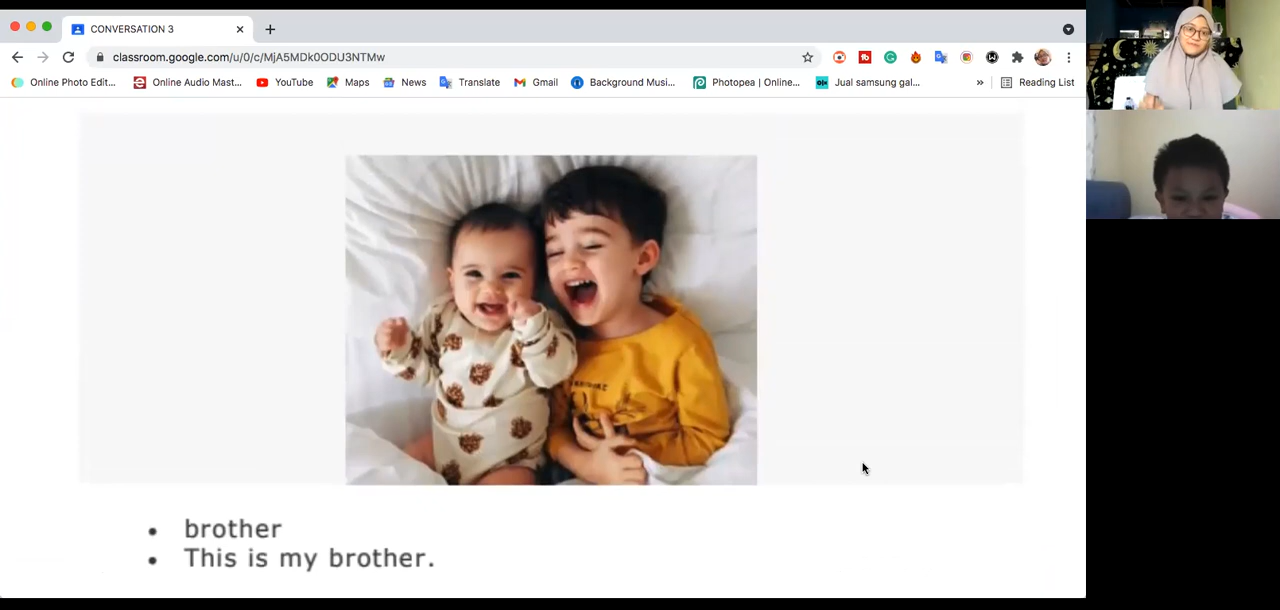 CONVERSATION 3
classroom.google.com/u/0/c/MjA5MDk0ODU3NTMw
Online Photo Edit... Online Audio Mast... YouTube Maps News Translate Gmail Background Musi... Photopea | Online... Jual samsung gal... » Reading List
brother
This is my brother.